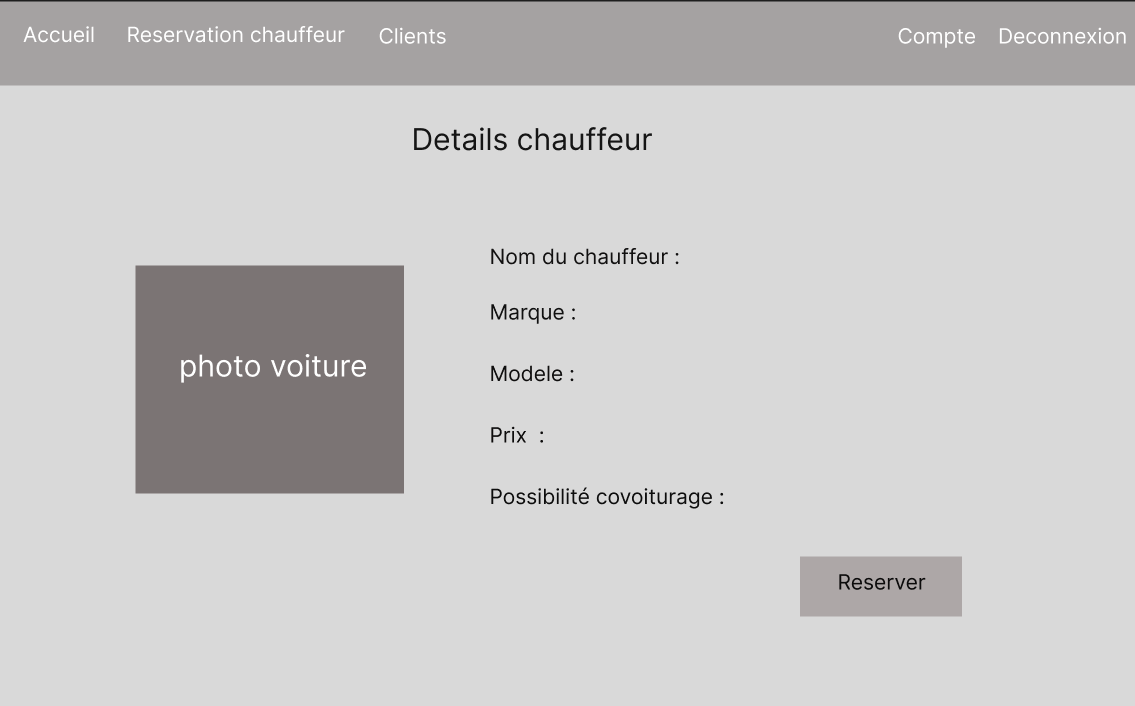 Accueil Reservation chauffeur Clients Compte Deconnexion
Details chauffeur
photo voiture
Nom du chauffeur :
Marque :
Modele :
Prix  :
Possibilité covoiturage :
Reserver